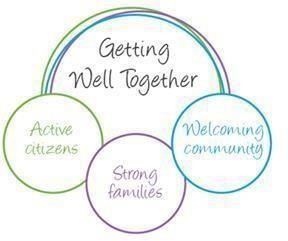 Getting
Well Together
Active
citizens
Strong
families
Welcoming
community